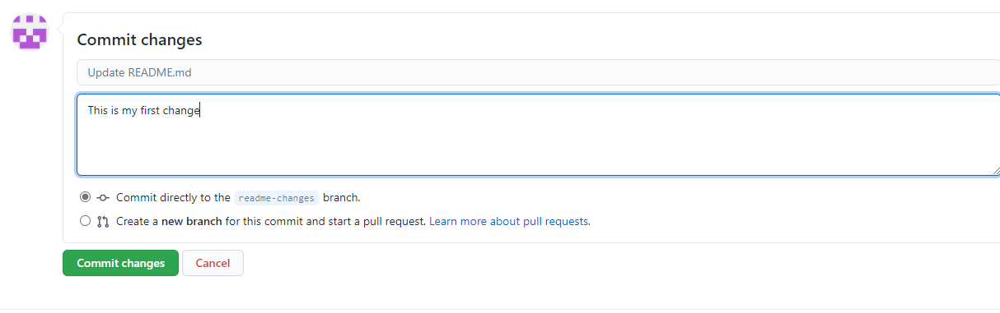 Commit changes
Update README.md
This is my first change
Commit directly to the readme-changes branch.
Create a new branch for this commit and start a pull request. Learn more about pull requests.
Commit changes Cancel